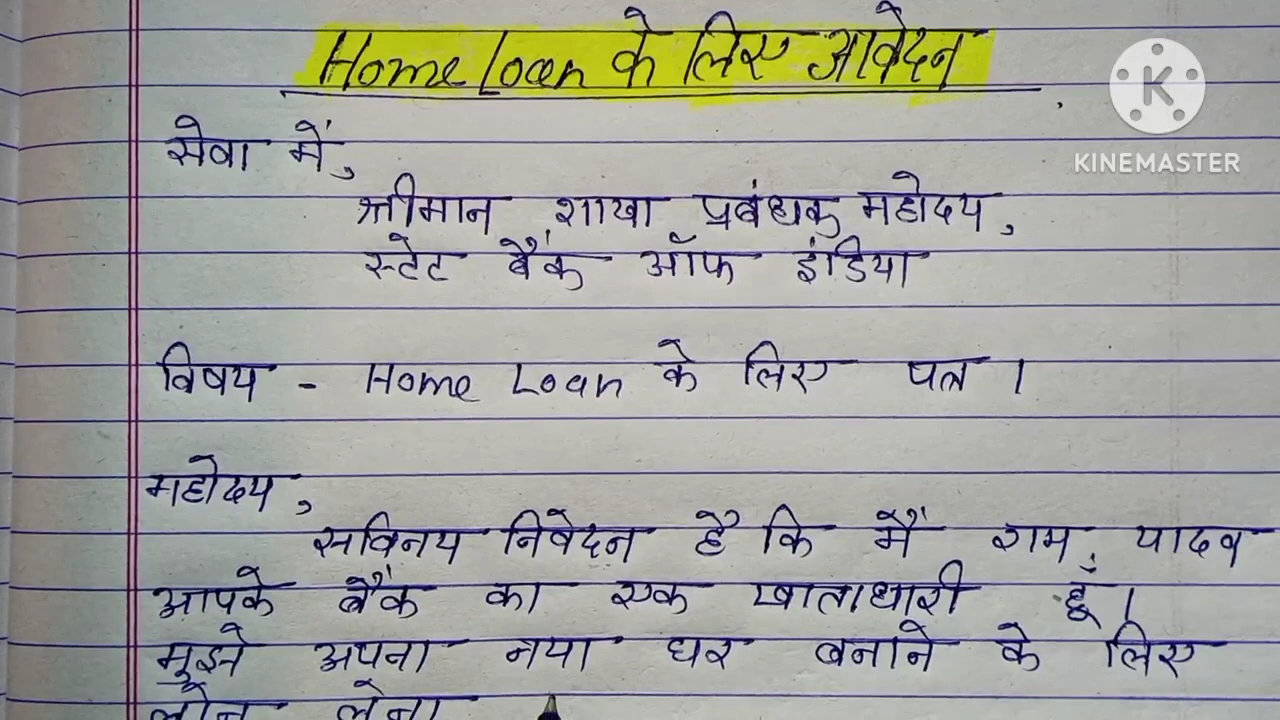 Home Loan के लिए आवेदन
K
KINEMASTER
सेवा में,
श्रीमान शाखा प्रबंधक महोदय,
स्टेट बैंक ऑफ इंडिया
विषय - Home Loan के लिए पत्र ।
महोदय,
सविनय निवेदन है कि मैं राम यादव
आपके बैंक का एक खाताधारी हूँ ।
मुझे अपना नया घर बनाने के लिए
लोन लेना